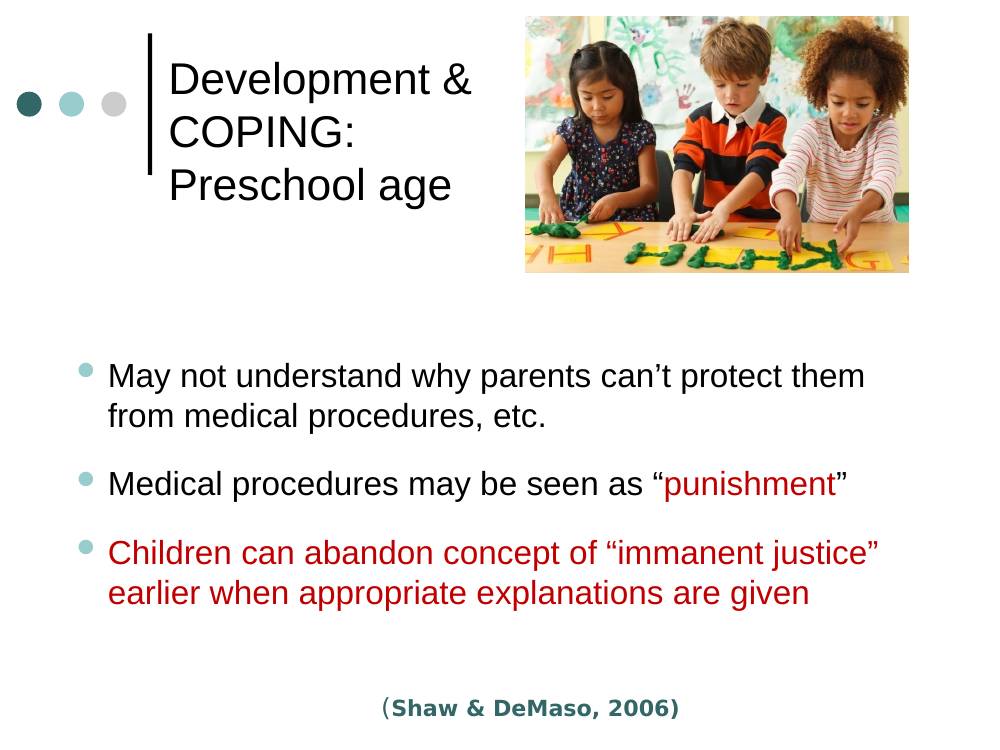 Development &
COPING:
Preschool age
May not understand why parents can’t protect them
from medical procedures, etc.
Medical procedures may be seen as “punishment”
Children can abandon concept of “immanent justice”
earlier when appropriate explanations are given
(Shaw & DeMaso, 2006)